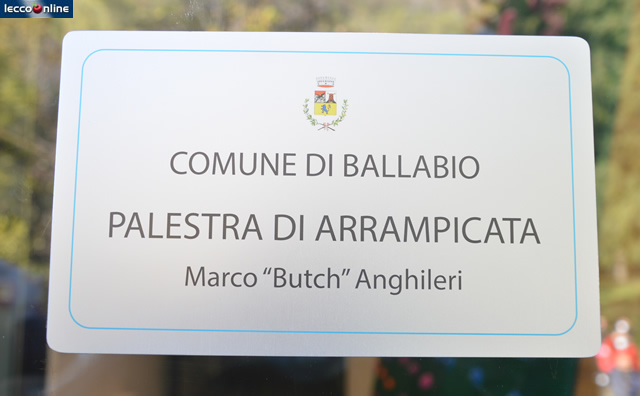 leccoonline
COMUNE DI BALLABIO
PALESTRA DI ARRAMPICATA
Marco “Butch” Anghileri